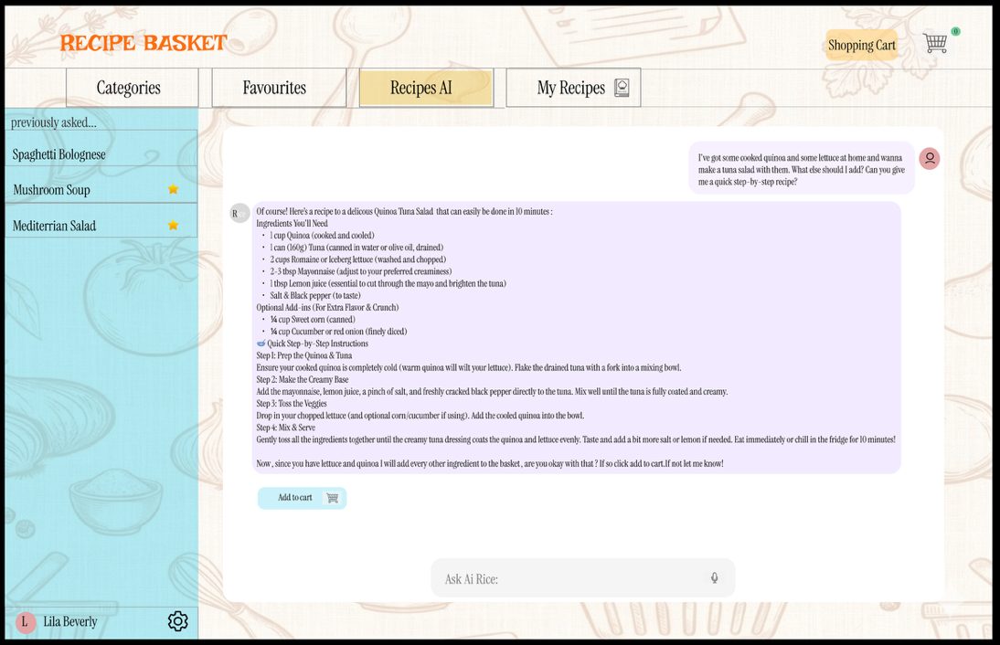 RECIPE BASKET
Shopping Cart
0
Categories
Favourites
Recipes AI
My Recipes
previously asked...
Spaghetti Bolognese
Mushroom Soup
Mediterrian Salad
I've got some cooked quinoa and some lettuce at home and wanna
make a tuna salad with them. What else should I add? Can you give
me a quick step-by-step recipe?
R
Of course! Here's a recipe to a delicous Quinoa Tuna Salad that can easily be done in 10 minutes :
Ingredients You'll Need
• 1 cup Quinoa (cooked and cooled)
• 1 can (160g) Tuna (canned in water or olive oil, drained)
• 2 cups Romaine or Iceberg lettuce (washed and chopped)
• 2-3 tbsp Mayonnaise (adjust to your preferred creaminess)
• 1 tbsp Lemon juice (essential to cut through the mayo and brighten the tuna)
• Salt & Black pepper (to taste)
Optional Add-ins (For Extra Flavor & Crunch)
• ¼ cup Sweet corn (canned)
• ¼ cup Cucumber or red onion (finely diced)
🥣 Quick Step-by-Step Instructions
Step 1: Prep the Quinoa & Tuna
Ensure your cooked quinoa is completely cold (warm quinoa will wilt your lettuce). Flake the drained tuna with a fork into a mixing bowl.
Step 2: Make the Creamy Base
Add the mayonnaise, lemon juice, a pinch of salt, and freshly cracked black pepper directly to the tuna. Mix well until the tuna is fully coated and creamy.
Step 3: Toss the Veggies
Drop in your chopped lettuce (and optional corn/cucumber if using). Add the cooled quinoa into the bowl.
Step 4: Mix & Serve
Gently toss all the ingredients together until the creamy tuna dressing coats the quinoa and lettuce evenly. Taste and add a bit more salt or lemon if needed. Eat immediately or chill in the fridge for 10 minutes!
Now , since you have lettuce and quinoa I will add every other ingredient to the basket , are you okay with that ? If so click add to cart.If not let me know!
Add to cart
Ask Ai Rice:
L
Lila Beverly